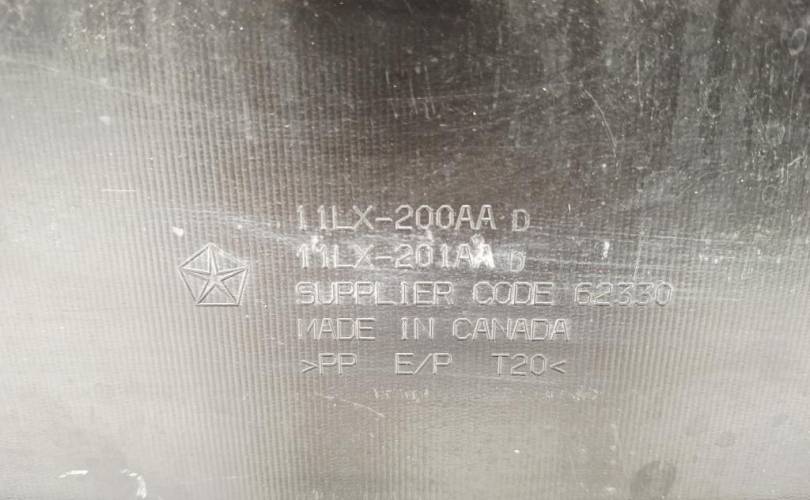 11LX-200AA D
11LX-201AA D
SUPPLIER CODE 62330
MADE IN CANADA
>PP E/P T20<